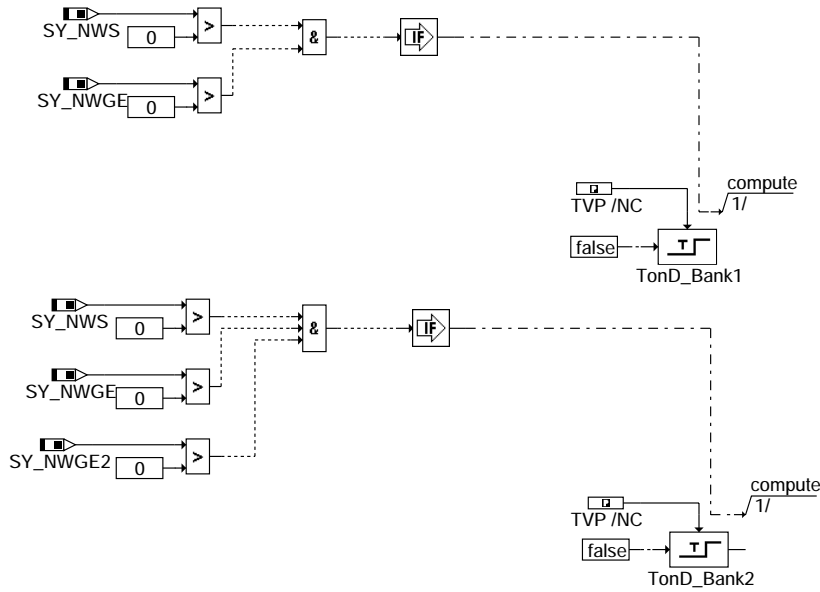 SY_NWS
0
>
&
IF
SY_NWGE
0
>
compute
1/
TVP /NC
false
T
TonD_Bank1
SY_NWS
0
>
&
IF
SY_NWGE
0
>
SY_NWGE2
0
>
compute
1/
TVP /NC
false
T
TonD_Bank2